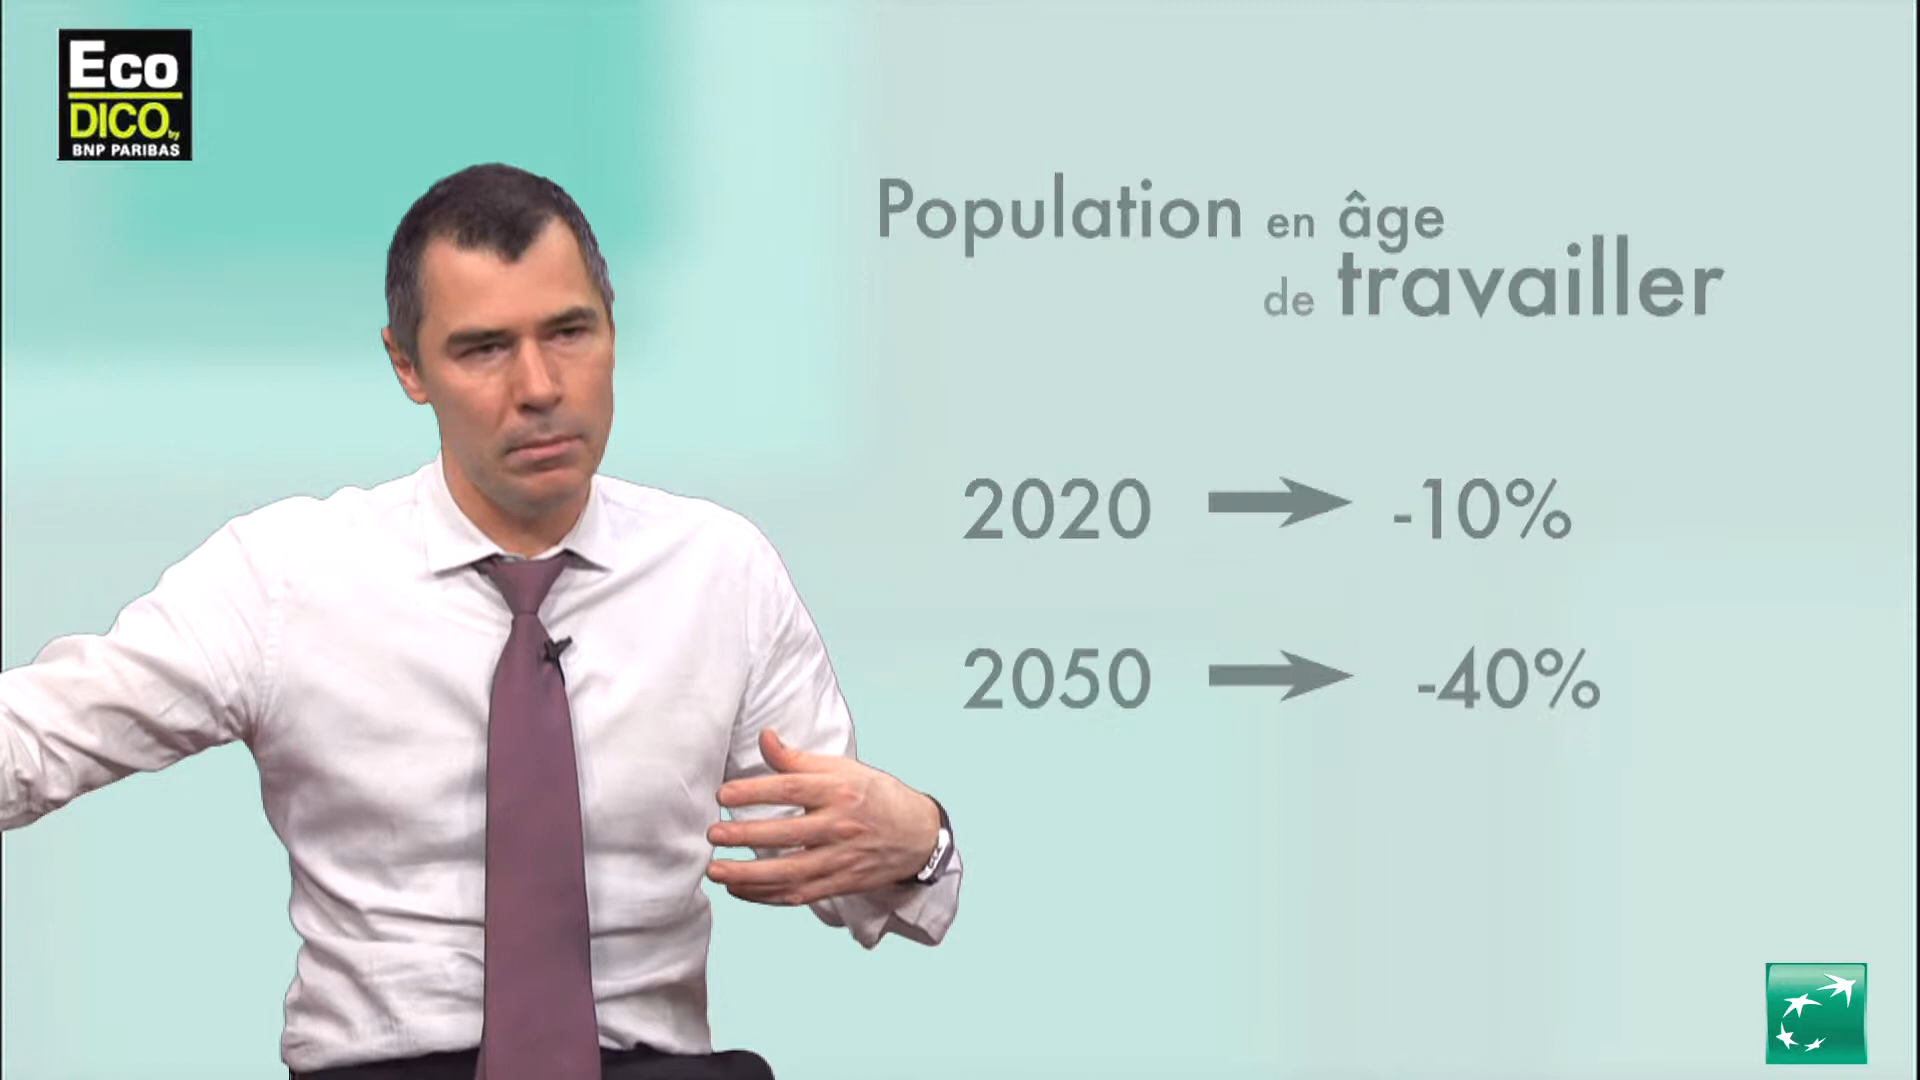 Eco
DICO by
BNP PARIBAS
Population en âge
de travailler
2020 -10%
2050 -40%